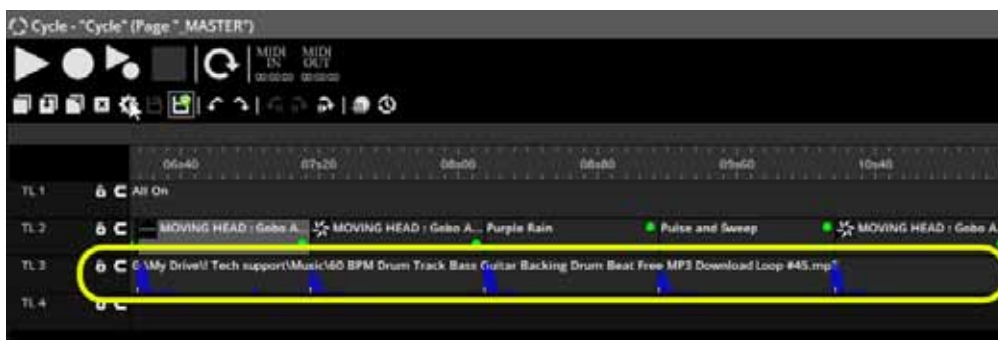 Cycle - "Cycle" (Page "_MASTER")
MIDI IN
MIDI OUT
06s40 07s20 08s00 08s80 09s60 10s40
TL 1 All On
TL 2 MOVING HEAD : Gobo A... MOVING HEAD : Gobo A... Purple Rain Pulse and Sweep MOVING HEAD : Gobo A
TL 3 G:\My Drive\! Tech support\Music\60 BPM Drum Track Bass Guitar Backing Drum Beat Free MP3 Download Loop #45.mp
TL 4